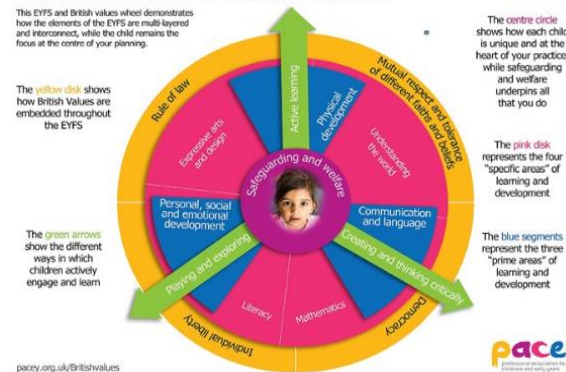 This EYFS and British values wheel demonstrates
how the elements of the EYFS are multi-layered
and interconnect, while the child remains the
focus at the centre of your planning.
The centre circle
shows how each child
is unique and at the
heart of your practice
while safeguarding
and welfare
underpins all
that you do
The yellow disk shows
how British Values are
embedded throughout
the EYFS
The pink disk
represents the four
"specific areas" of
learning and
development
The green arrows
show the different
ways in which
children actively
engage and learn
The blue segments
represent the three
"prime areas" of
learning and
development
Rule of law
Mutual respect and tolerance
of different faiths and beliefs
Active learning
Physical
development
Expressive arts
and design
Understanding
the world
Safeguarding and welfare
Personal, social
and emotional
development
Communication
and language
Playing and exploring
Creating and thinking critically
Literacy
Mathematics
Individual liberty
Democracy
pacey.org.uk/Britishvalues
pace
professional association for
childcare and early years